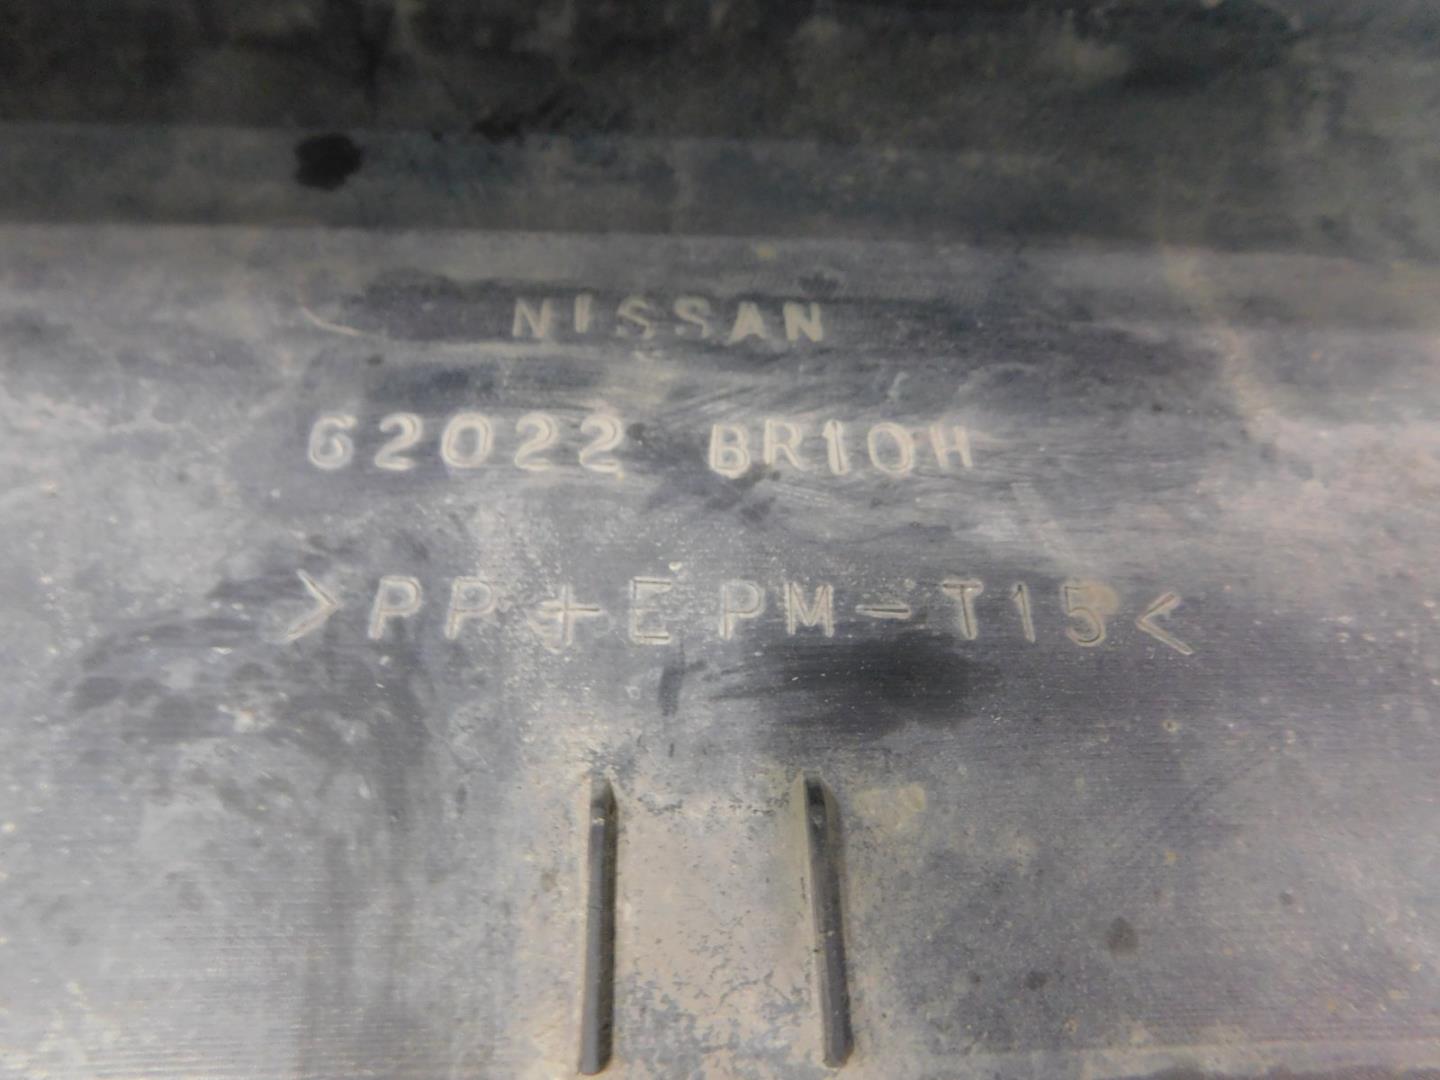 NISSAN
62022 BR10H
>PP+EPM-T15<